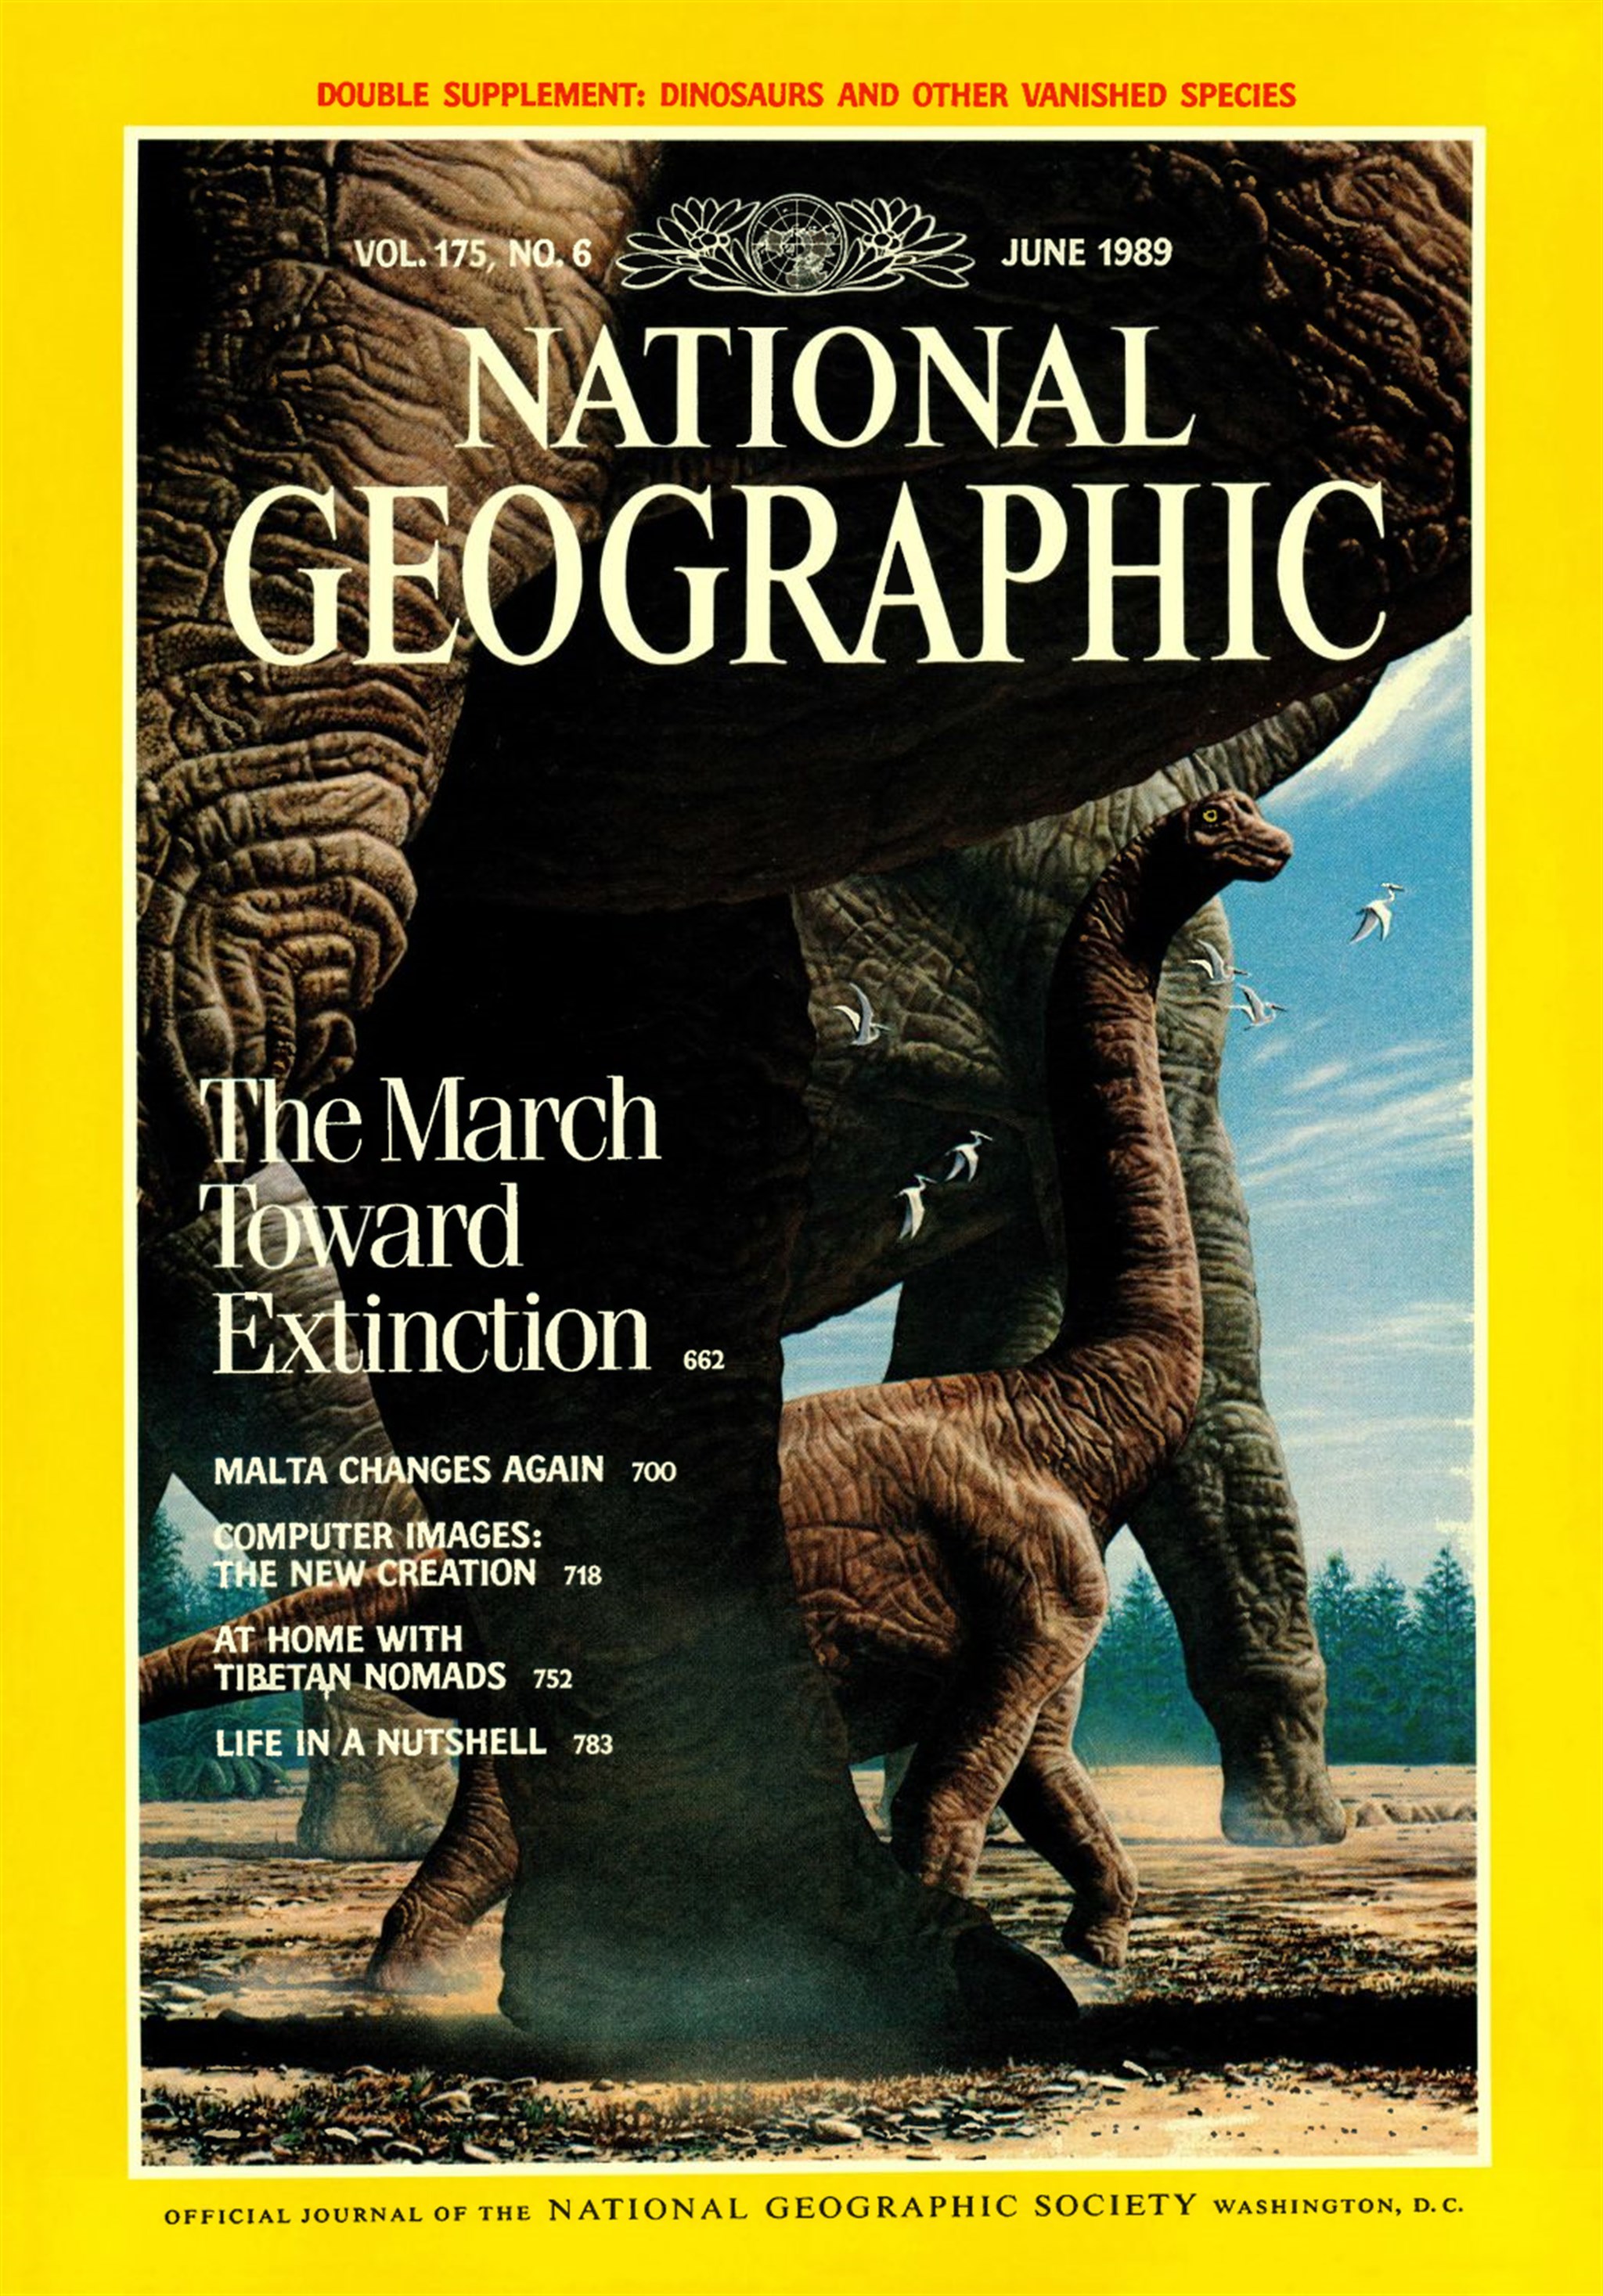 DOUBLE SUPPLEMENT: DINOSAURS AND OTHER VANISHED SPECIES
VOL. 175, NO. 6 JUNE 1989
NATIONAL
GEOGRAPHIC
The March
Toward
Extinction 662
MALTA CHANGES AGAIN 700
COMPUTER IMAGES:
THE NEW CREATION 718
AT HOME WITH
TIBETAN NOMADS 752
LIFE IN A NUTSHELL 783
OFFICIAL JOURNAL OF THE NATIONAL GEOGRAPHIC SOCIETY WASHINGTON, D.C.